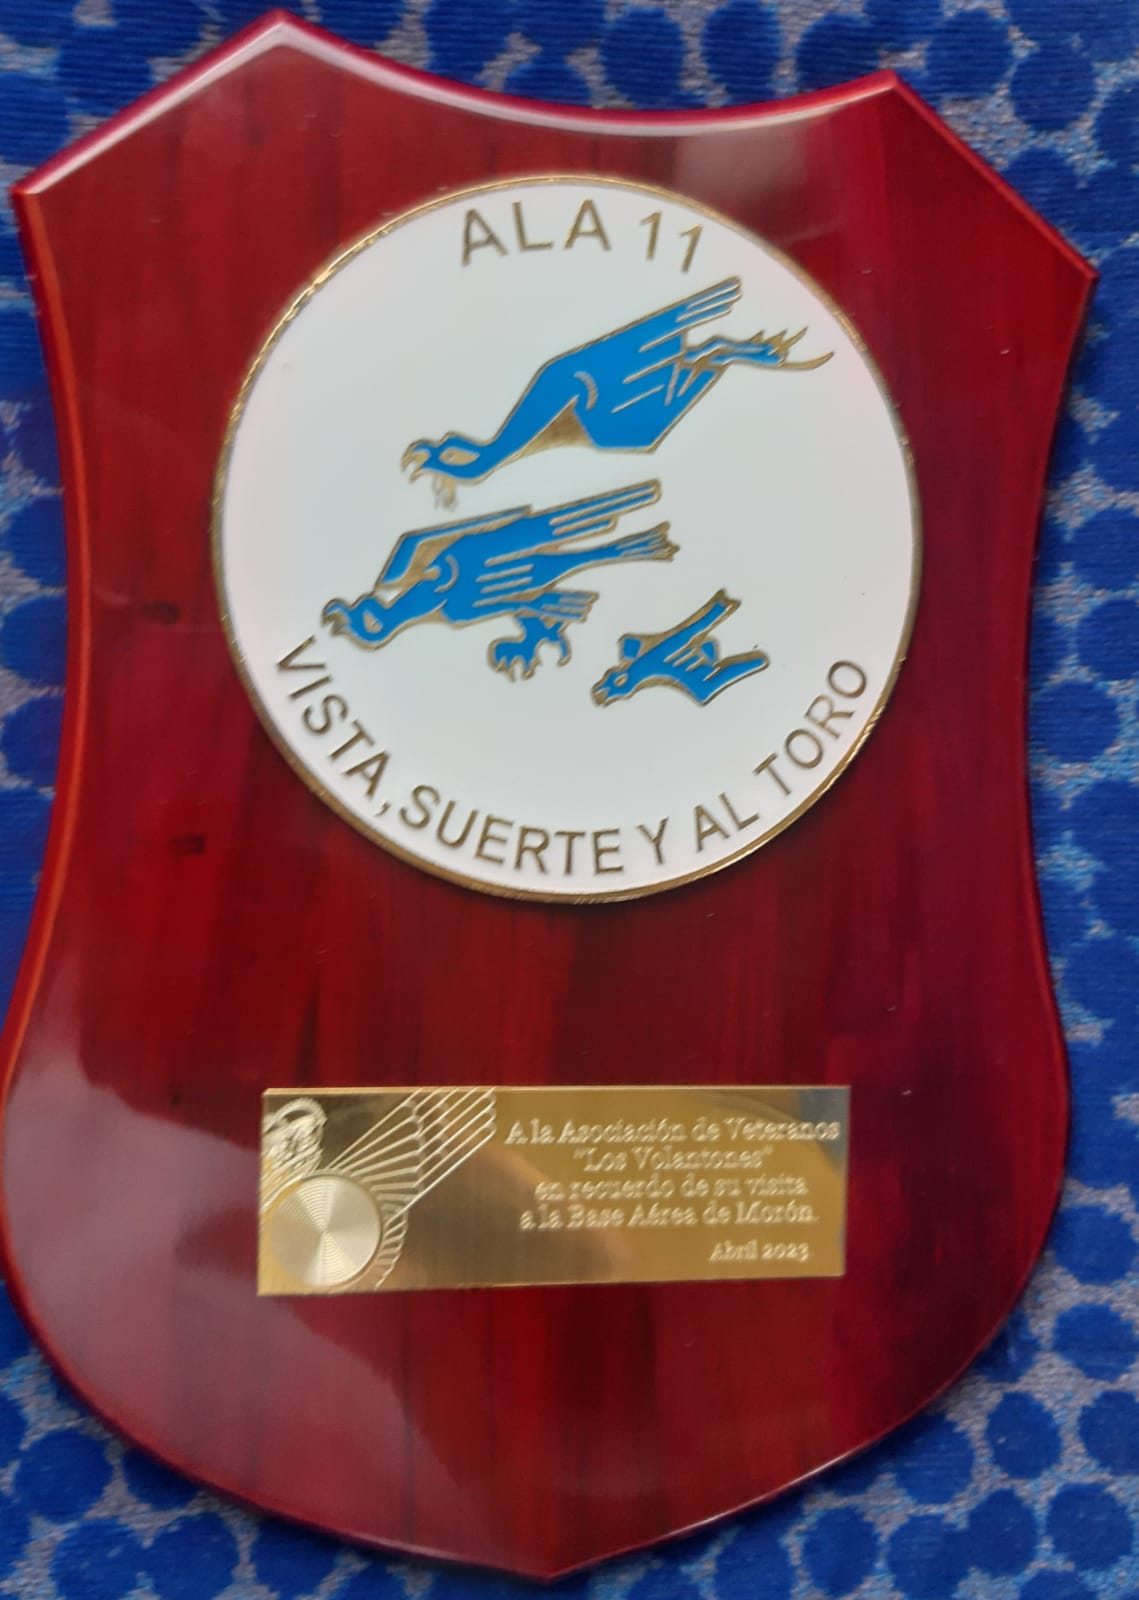 ALA 11
VISTA, SUERTE Y AL TORO
A la Asociación de Veteranos
"Los Volantones"
en recuerdo de su visita
a la Base Aérea de Morón.
Abril 2023